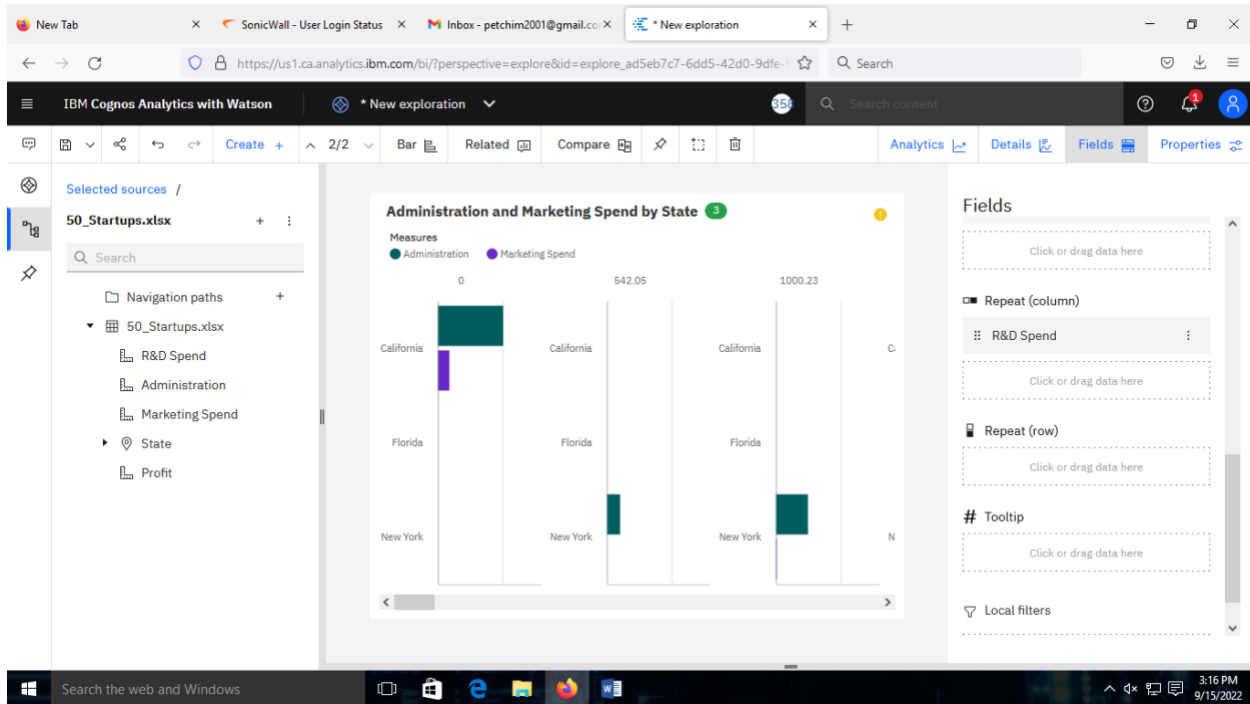 New Tab
SonicWall - User Login Status
Inbox - petchim2001@gmail.co
* New exploration
https://us1.ca.analytics.ibm.com/bi/?perspective=explore&id=explore_ad5eb7c7-6dd5-42d0-9dfe-
Search
IBM Cognos Analytics with Watson
* New exploration
358
Search content
1
Create +
2/2
Bar
Related
Compare
Analytics
Details
Fields
Properties
Selected sources /
50_Startups.xlsx
Search
Navigation paths
50_Startups.xlsx
R&D Spend
Administration
Marketing Spend
State
Profit
Administration and Marketing Spend by State 3
Measures
Administration Marketing Spend
0 542.05 1000.23
California California California C
Florida Florida Florida
New York New York New York N
Fields
Click or drag data here
Repeat (column)
R&D Spend
Click or drag data here
Repeat (row)
Click or drag data here
# Tooltip
Click or drag data here
Local filters
Search the web and Windows
3:16 PM
9/15/2022